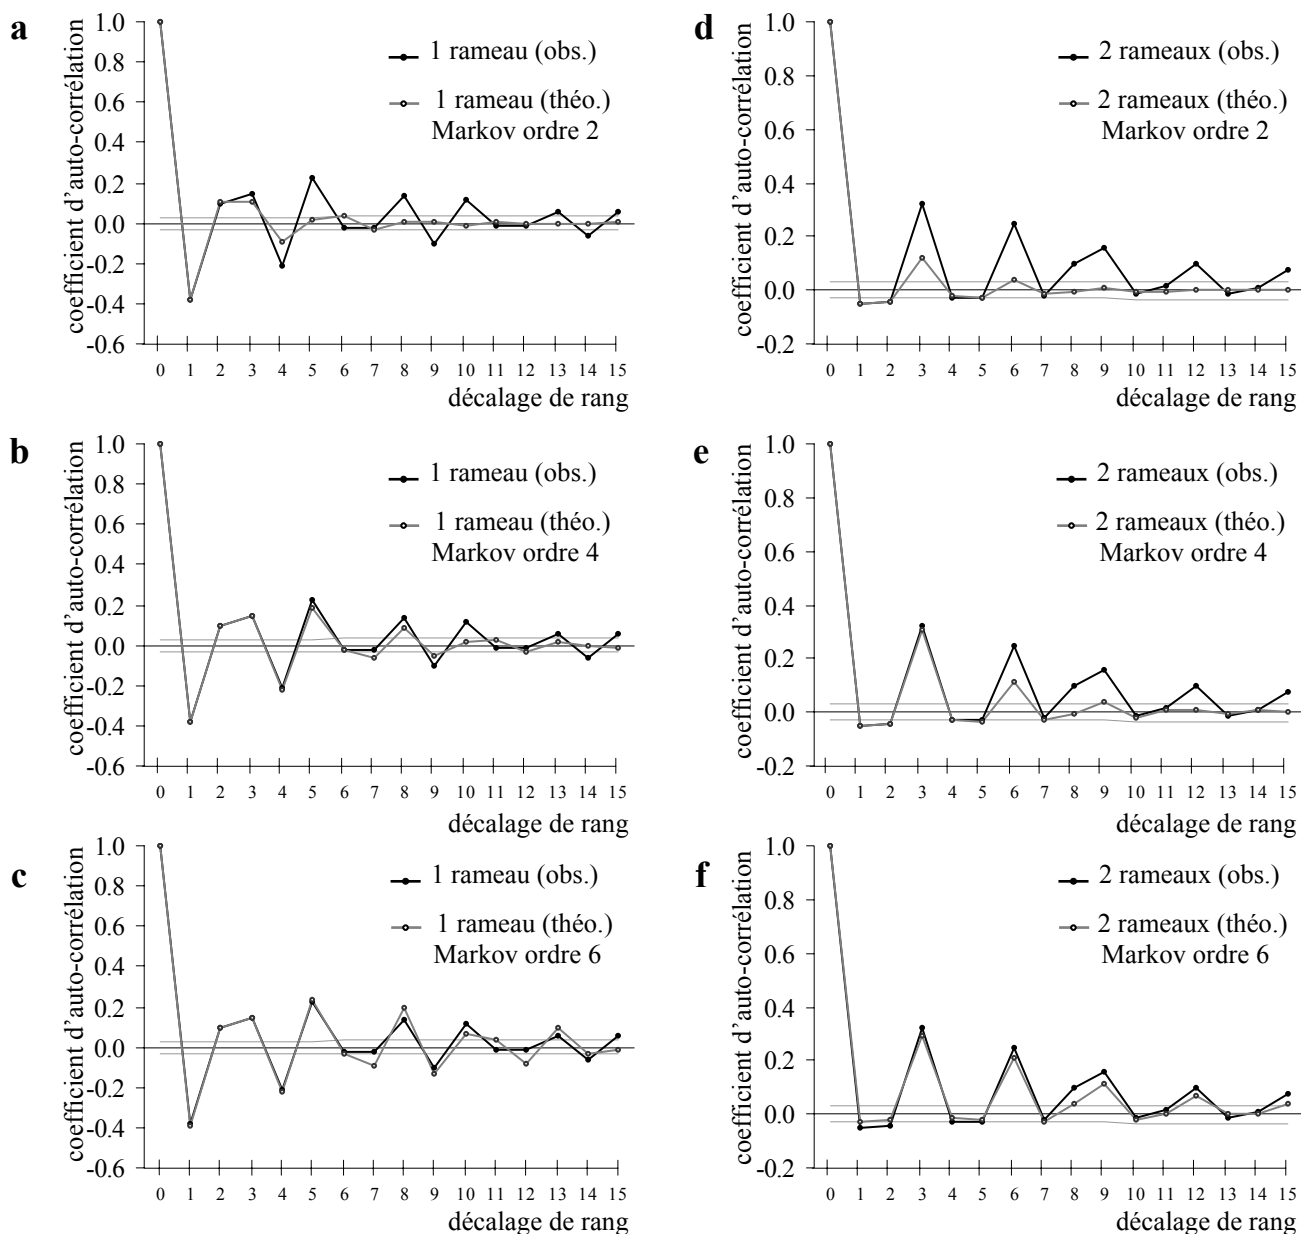 a
coefficient d'auto-corrélation
1.0
0.8
0.6
0.4
0.2
0.0
-0.2
-0.4
-0.6
1 rameau (obs.)
1 rameau (théo.)
Markov ordre 2
0 1 2 3 4 5 6 7 8 9 10 11 12 13 14 15
décalage de rang
d
coefficient d'auto-corrélation
1.0
0.8
0.6
0.4
0.2
0.0
-0.2
2 rameaux (obs.)
2 rameaux (théo.)
Markov ordre 2
0 1 2 3 4 5 6 7 8 9 10 11 12 13 14 15
décalage de rang
b
coefficient d'auto-corrélation
1.0
0.8
0.6
0.4
0.2
0.0
-0.2
-0.4
-0.6
1 rameau (obs.)
1 rameau (théo.)
Markov ordre 4
0 1 2 3 4 5 6 7 8 9 10 11 12 13 14 15
décalage de rang
e
coefficient d'auto-corrélation
1.0
0.8
0.6
0.4
0.2
0.0
-0.2
2 rameaux (obs.)
2 rameaux (théo.)
Markov ordre 4
0 1 2 3 4 5 6 7 8 9 10 11 12 13 14 15
décalage de rang
c
coefficient d'auto-corrélation
1.0
0.8
0.6
0.4
0.2
0.0
-0.2
-0.4
-0.6
1 rameau (obs.)
1 rameau (théo.)
Markov ordre 6
0 1 2 3 4 5 6 7 8 9 10 11 12 13 14 15
décalage de rang
f
coefficient d'auto-corrélation
1.0
0.8
0.6
0.4
0.2
0.0
-0.2
2 rameaux (obs.)
2 rameaux (théo.)
Markov ordre 6
0 1 2 3 4 5 6 7 8 9 10 11 12 13 14 15
décalage de rang